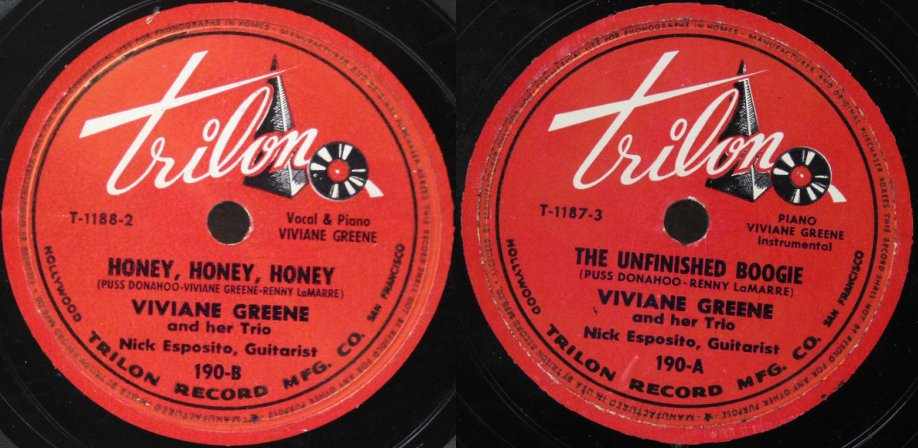 Trilon
T-1188-2
Vocal & Piano
VIVIANE GREENE
HONEY, HONEY, HONEY
(PUSS DONAHOO-VIVIANE GREENE-RENNY LaMARRE)
VIVIANE GREENE
and her Trio
Nick Esposito, Guitarist
190-B
HOLLYWOOD TRILON RECORD MFG. CO. SAN FRANCISCO
Trilon
T-1187-3
PIANO
VIVIANE GREENE
Instrumental
THE UNFINISHED BOOGIE
(PUSS DONAHOO-RENNY LaMARRE)
VIVIANE GREENE
and her Trio
Nick Esposito, Guitarist
190-A
HOLLYWOOD TRILON RECORD MFG. CO. SAN FRANCISCO